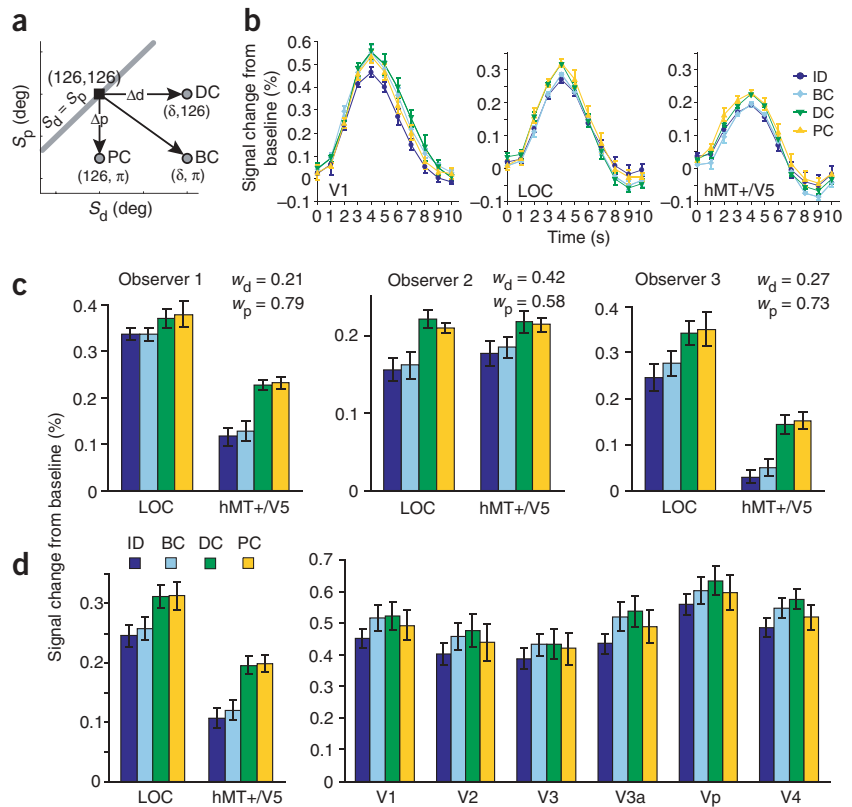 a
S_p (deg)
(126,126)
S_d = S_p
Δd
DC
(δ,126)
Δp
PC
(126, π)
BC
(δ, π)
S_d (deg)
b
Signal change from
baseline (%)
0.6
0.5
0.4
0.3
0.2
0.1
0
–0.1
V1
0 1 2 3 4 5 6 7 8 9 10
0.3
0.2
0.1
0
–0.1
LOC
0 1 2 3 4 5 6 7 8 9 10
0.3
0.2
0.1
0
–0.1
hMT+/V5
0 1 2 3 4 5 6 7 8 9 10
ID
BC
DC
PC
Time (s)
c
Signal change from baseline (%)
Observer 1
w_d = 0.21
w_p = 0.79
0.4
0.3
0.2
0.1
0
LOC hMT+/V5
Observer 2
w_d = 0.42
w_p = 0.58
0.2
0.1
0
LOC hMT+/V5
Observer 3
w_d = 0.27
w_p = 0.73
0.4
0.3
0.2
0.1
0
LOC hMT+/V5
d
ID BC DC PC
0.3
0.2
0.1
0
LOC hMT+/V5
0.7
0.6
0.5
0.4
0.3
0.2
0.1
0
V1 V2 V3 V3a Vp V4